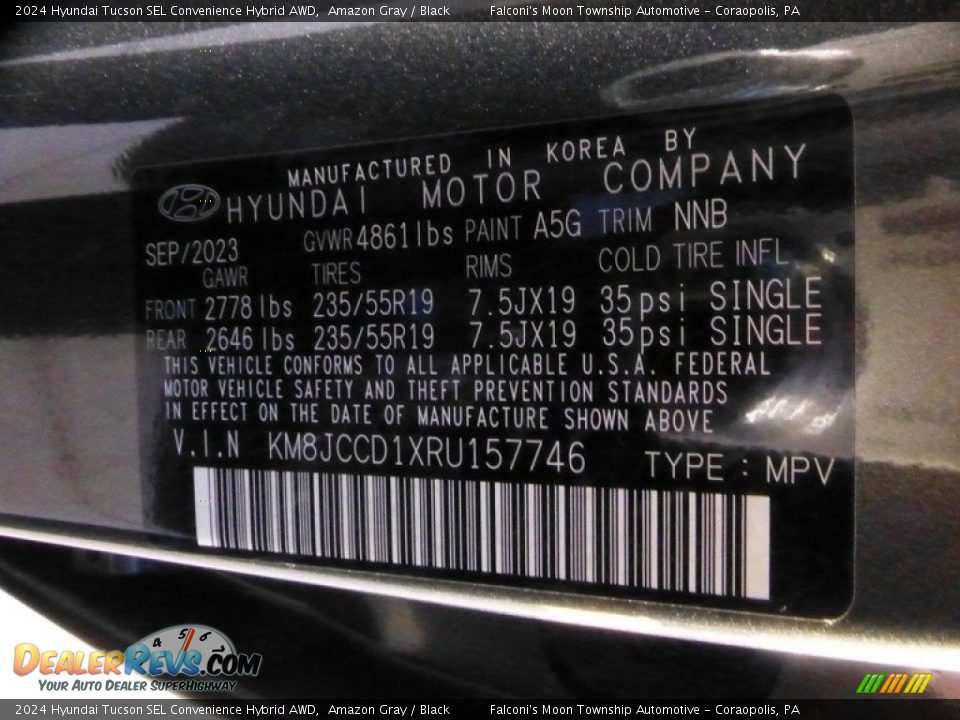 2024 Hyundai Tucson SEL Convenience Hybrid AWD, Amazon Gray / Black Falconi's Moon Township Automotive - Coraopolis, PA
MANUFACTURED IN KOREA BY
HYUNDAI MOTOR COMPANY
SEP/2023 GVWR 4861 lbs PAINT A5G TRIM NNB
GAWR TIRES RIMS COLD TIRE INFL
FRONT 2778 lbs 235/55R19 7.5JX19 35psi SINGLE
REAR 2646 lbs 235/55R19 7.5JX19 35psi SINGLE
THIS VEHICLE CONFORMS TO ALL APPLICABLE U.S.A. FEDERAL
MOTOR VEHICLE SAFETY AND THEFT PREVENTION STANDARDS
IN EFFECT ON THE DATE OF MANUFACTURE SHOWN ABOVE
V.I.N KM8JCCD1XRU157746 TYPE : MPV
4 5 6
DEALERREVS.COM
YOUR AUTO DEALER SUPERHIGHWAY
2024 Hyundai Tucson SEL Convenience Hybrid AWD, Amazon Gray / Black Falconi's Moon Township Automotive - Coraopolis, PA